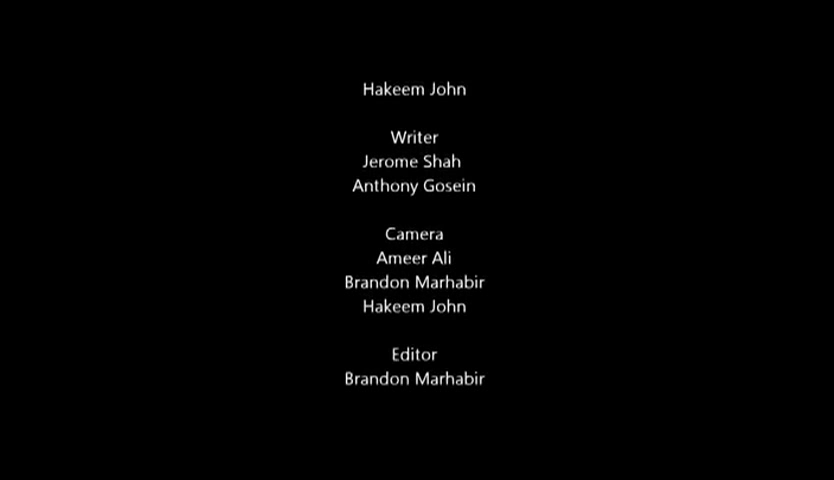 Hakeem John
Writer
Jerome Shah
Anthony Gosein
Camera
Ameer Ali
Brandon Marhabir
Hakeem John
Editor
Brandon Marhabir